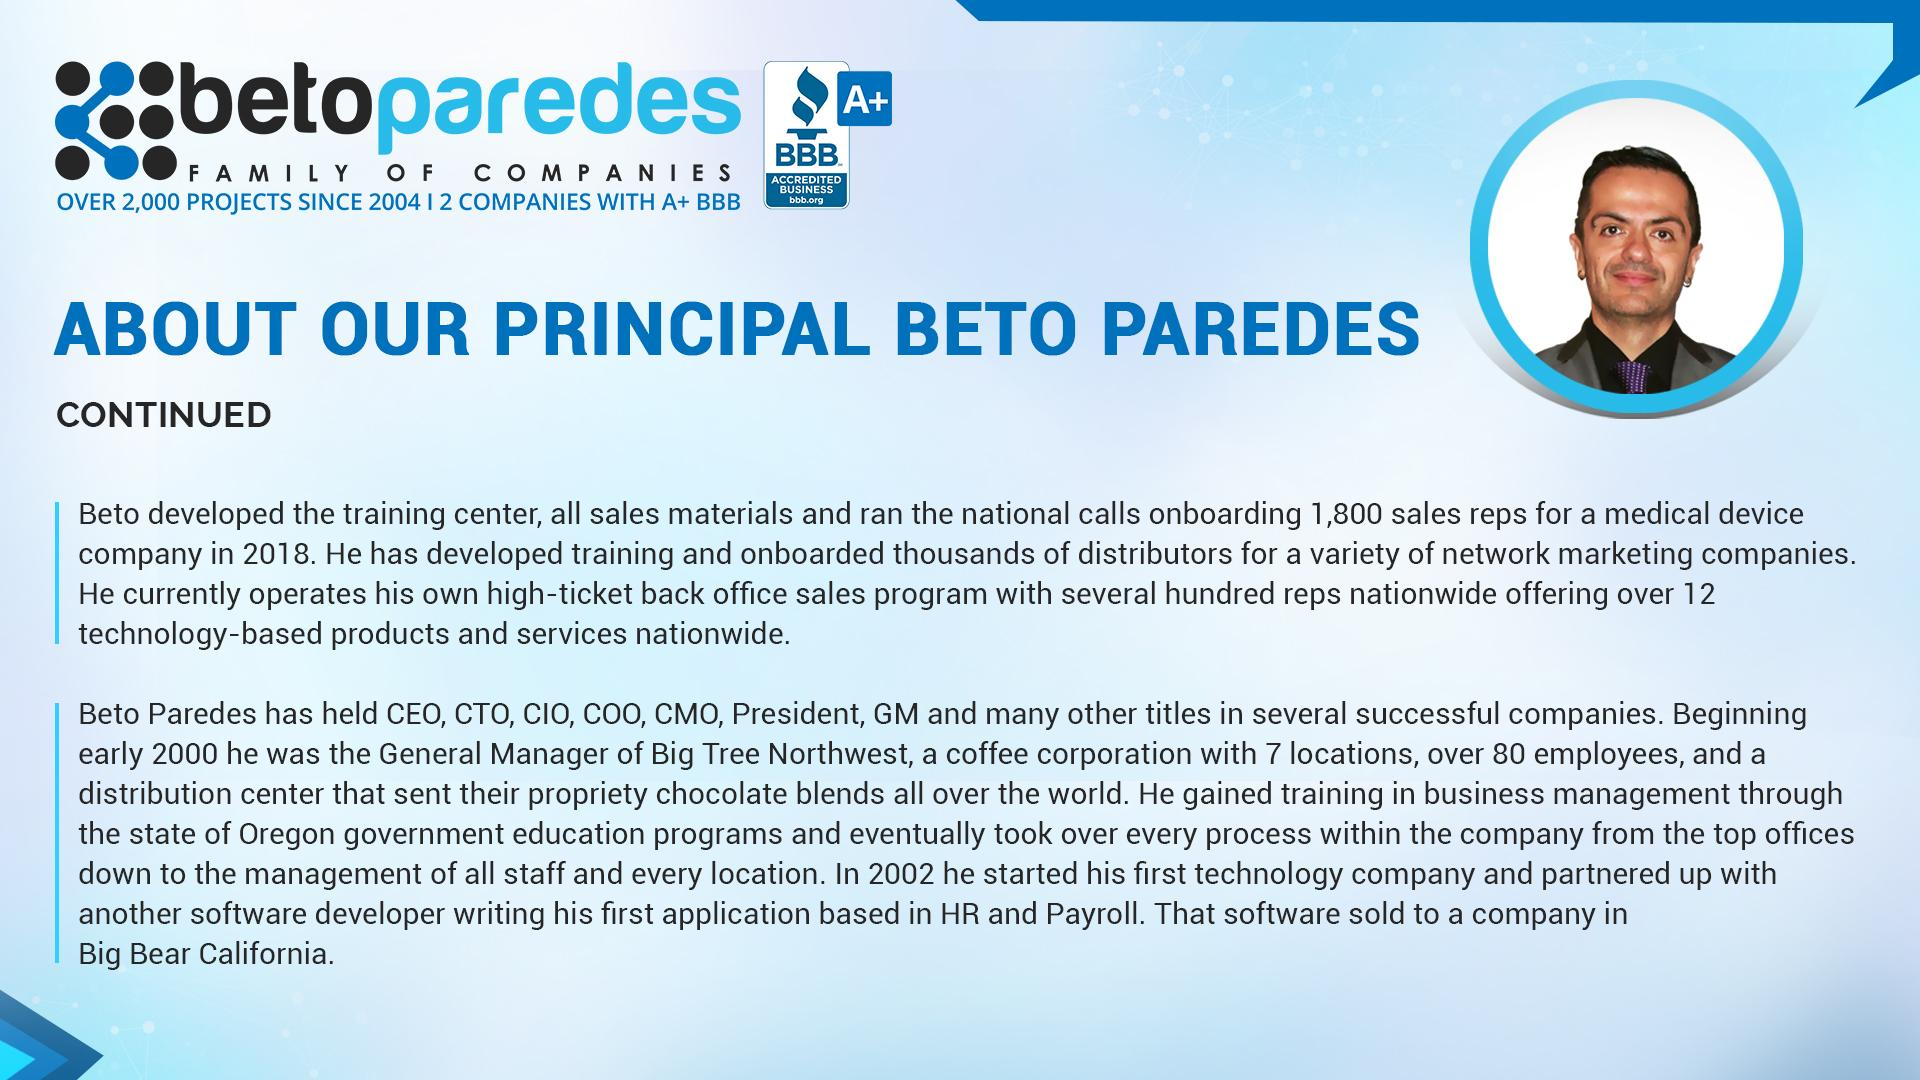 betoparedes
FAMILY OF COMPANIES
OVER 2,000 PROJECTS SINCE 2004 I 2 COMPANIES WITH A+ BBB
A+
BBB
ACCREDITED
BUSINESS
bbb.org
ABOUT OUR PRINCIPAL BETO PAREDES
CONTINUED
Beto developed the training center, all sales materials and ran the national calls onboarding 1,800 sales reps for a medical device
company in 2018. He has developed training and onboarded thousands of distributors for a variety of network marketing companies.
He currently operates his own high-ticket back office sales program with several hundred reps nationwide offering over 12
technology-based products and services nationwide.
Beto Paredes has held CEO, CTO, CIO, COO, CMO, President, GM and many other titles in several successful companies. Beginning
early 2000 he was the General Manager of Big Tree Northwest, a coffee corporation with 7 locations, over 80 employees, and a
distribution center that sent their propriety chocolate blends all over the world. He gained training in business management through
the state of Oregon government education programs and eventually took over every process within the company from the top offices
down to the management of all staff and every location. In 2002 he started his first technology company and partnered up with
another software developer writing his first application based in HR and Payroll. That software sold to a company in
Big Bear California.